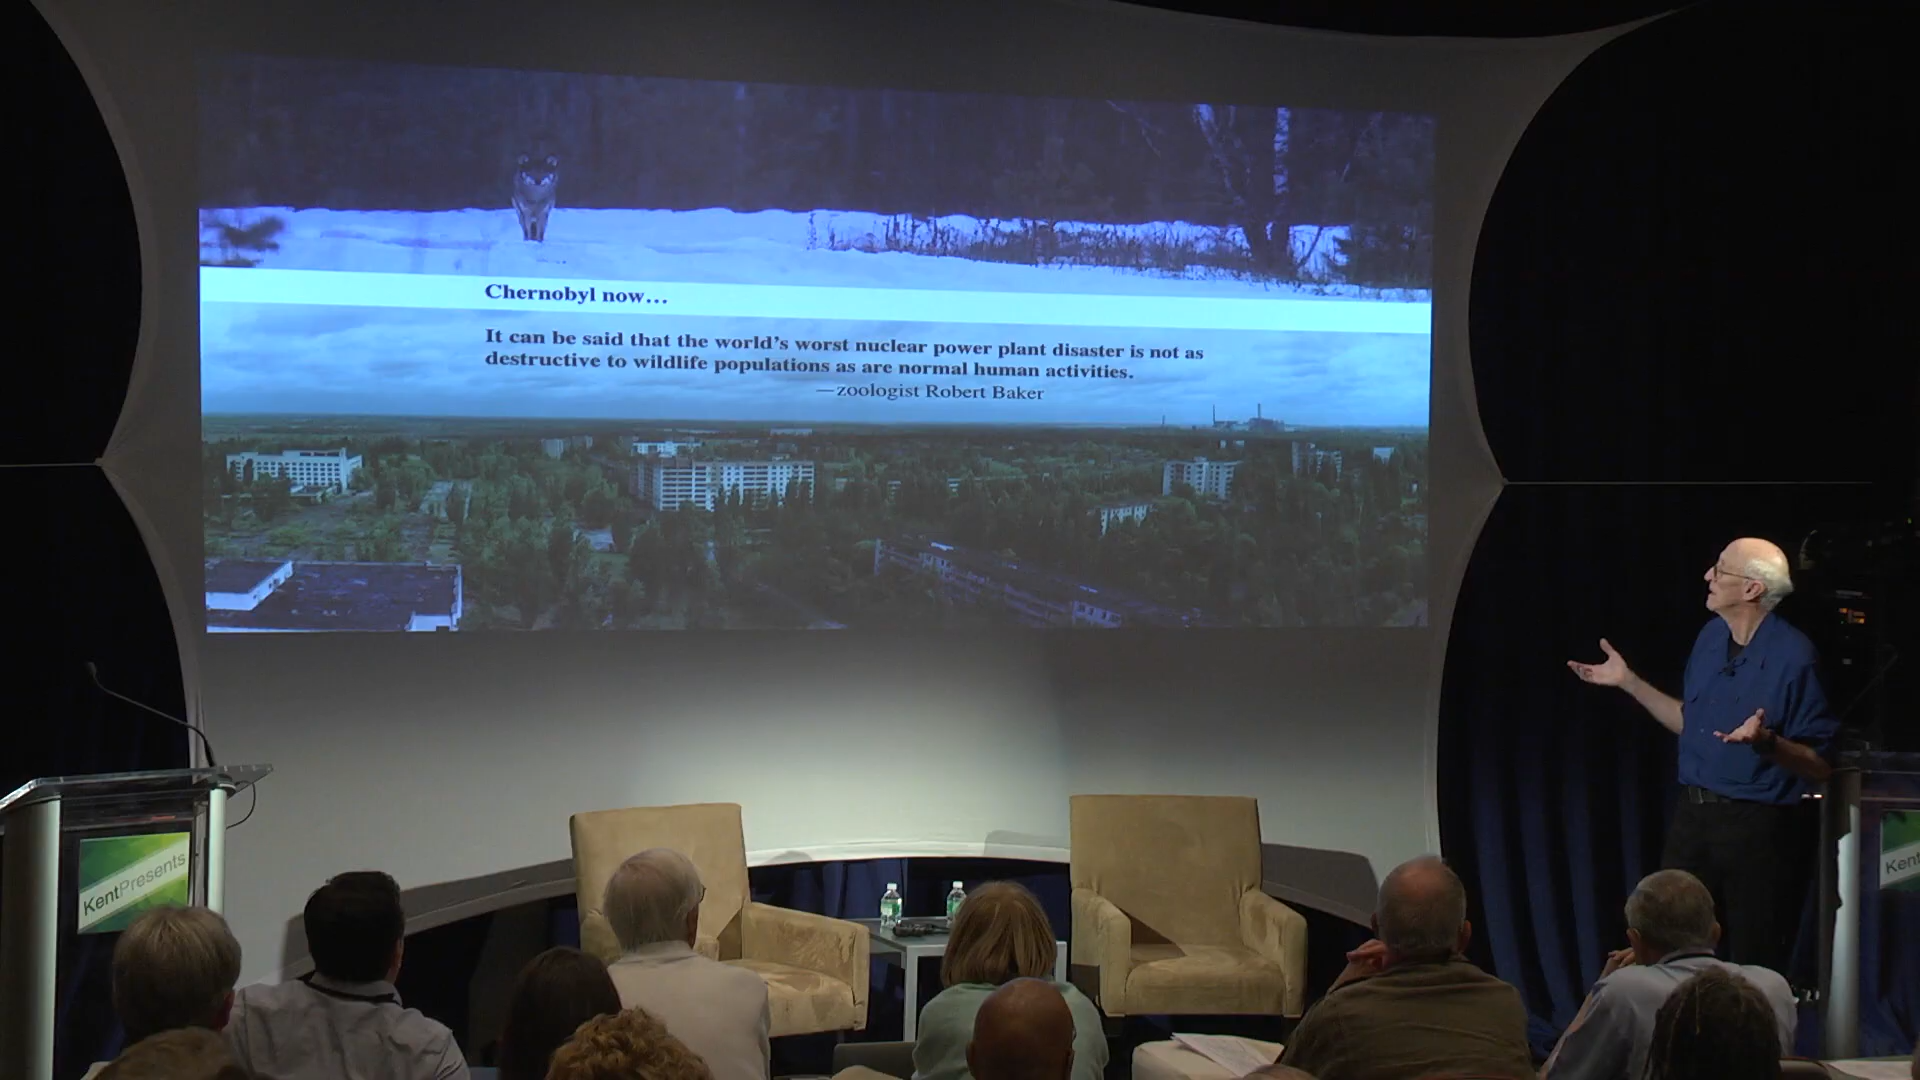 Chernobyl now...
It can be said that the world's worst nuclear power plant disaster is not as
destructive to wildlife populations as are normal human activities.
—zoologist Robert Baker
KentPresents
Kent